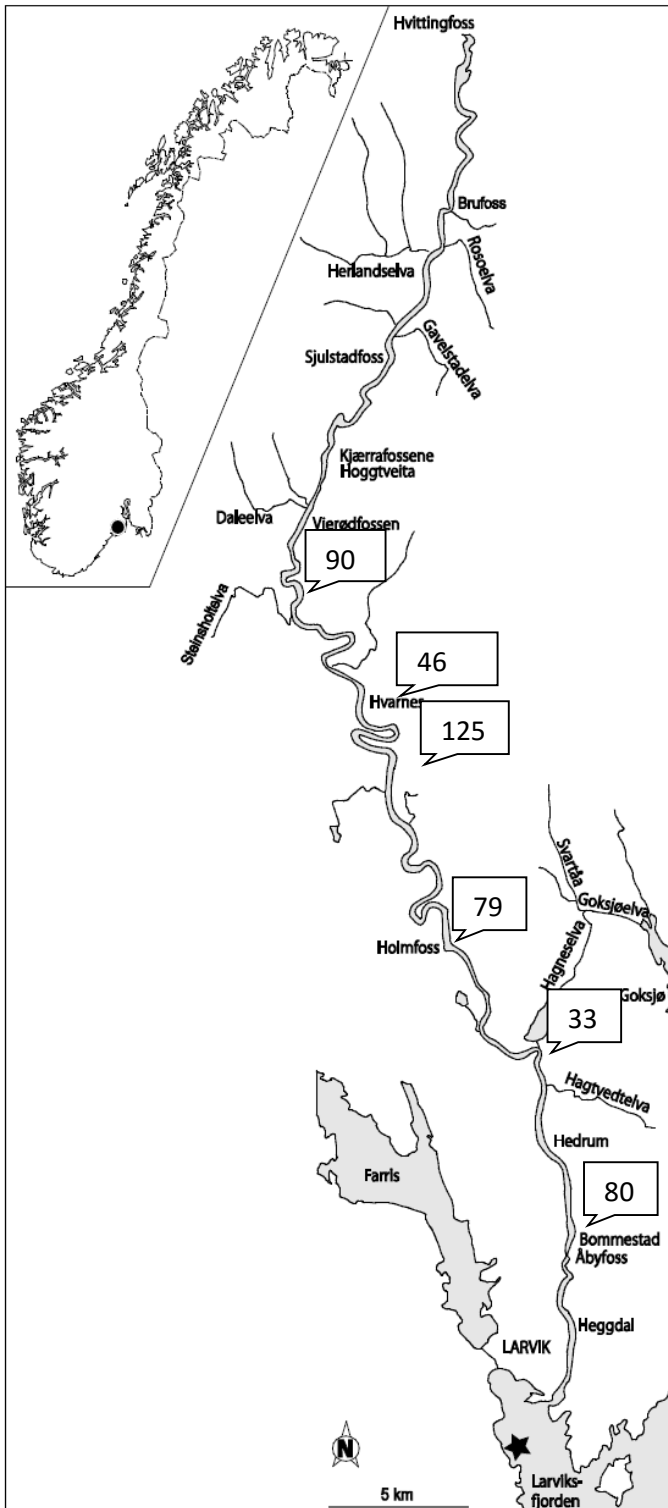 Hvittingfoss
Brufoss
Rosoelva
Herlandselva
Gavelstadelva
Sjulstadfoss
Kjærrafossene
Hoggtveita
Daleelva
Vierødfossen
90
Steinsholtelva
46
Hvarnes
125
Svartåa
Goksjøelva
79
Hagneselva
Holmfoss
Goksjø
33
Hagtvedtelva
Hedrum
Farris
80
Bommestad
Åbyfoss
Heggdal
LARVIK
N
5 km
Larviks-
fjorden